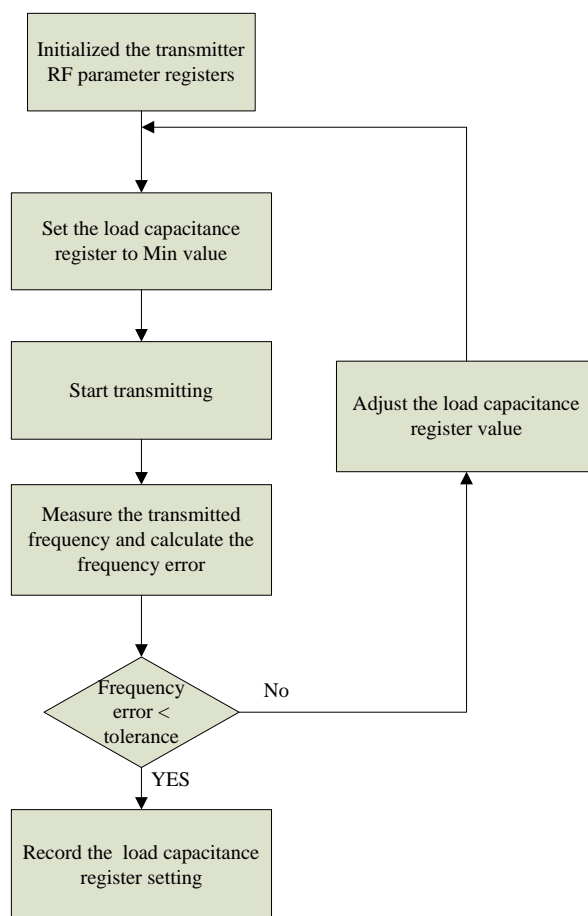 Initialized the transmitter
RF parameter registers
Set the load capacitance
register to Min value
Start transmitting
Adjust the load capacitance
register value
Measure the transmitted
frequency and calculate the
frequency error
Frequency
error <
tolerance
No
YES
Record the load capacitance
register setting